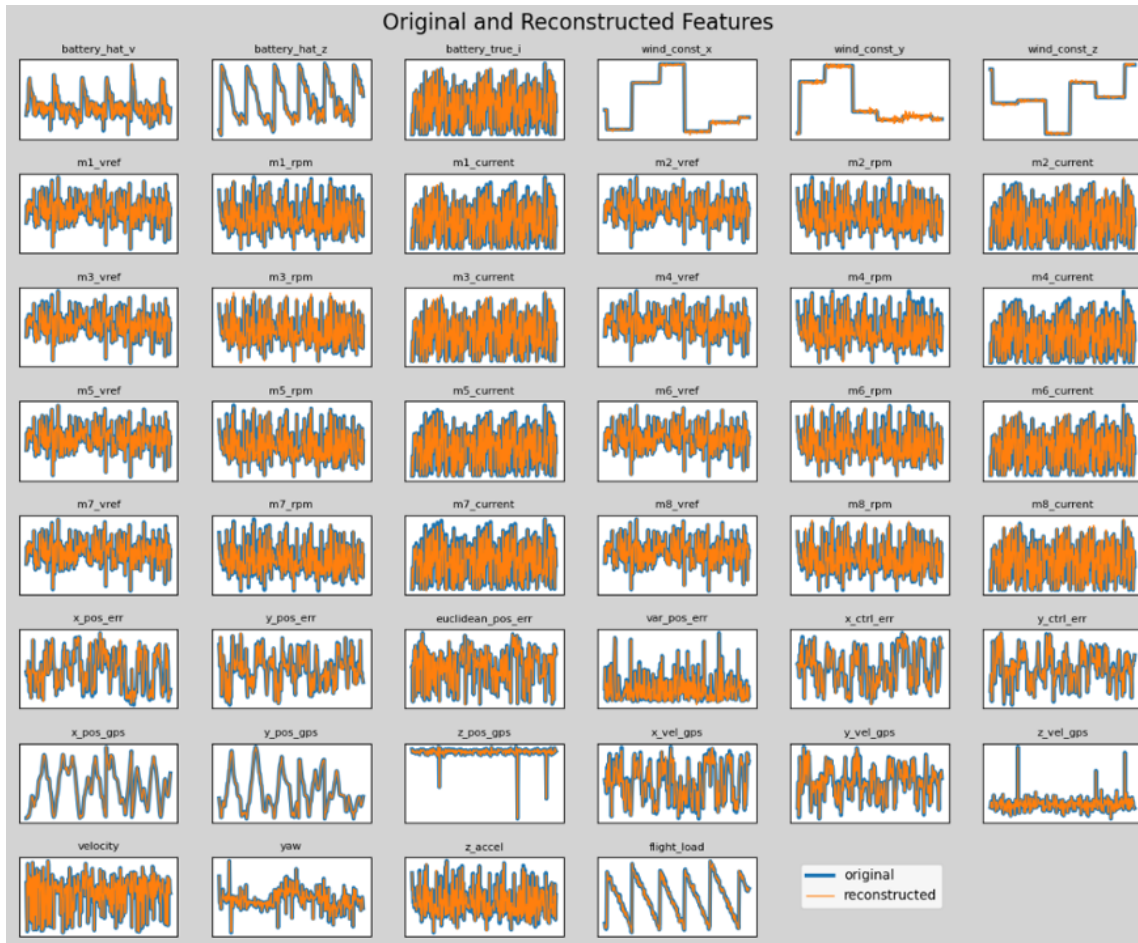 Original and Reconstructed Features
battery_hat_v battery_hat_z battery_true_i wind_const_x wind_const_y wind_const_z
m1_vref m1_rpm m1_current m2_vref m2_rpm m2_current
m3_vref m3_rpm m3_current m4_vref m4_rpm m4_current
m5_vref m5_rpm m5_current m6_vref m6_rpm m6_current
m7_vref m7_rpm m7_current m8_vref m8_rpm m8_current
x_pos_err y_pos_err euclidean_pos_err var_pos_err x_ctrl_err y_ctrl_err
x_pos_gps y_pos_gps z_pos_gps x_vel_gps y_vel_gps z_vel_gps
velocity yaw z_accel flight_load
original
reconstructed